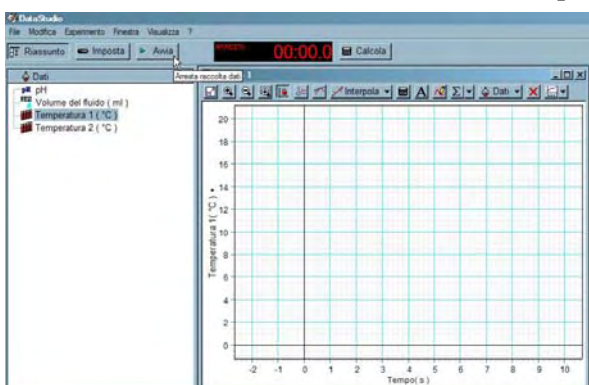 DataStudio
File Modifica Esperimento Finestra Visualizza ?
Riassunto Imposta Avvia 00:00.0 Calcola
Dati
Arresta raccolta dati 1
pH
Volume del fluido ( ml )
Temperatura 1 ( °C )
Temperatura 2 ( °C )
Interpola A Σ Dati X
20
18
16
14
12
10
8
6
4
2
0
Temperatura 1( °C )
-2 -1 0 1 2 3 4 5 6 7 8 9 10
Tempo( s )